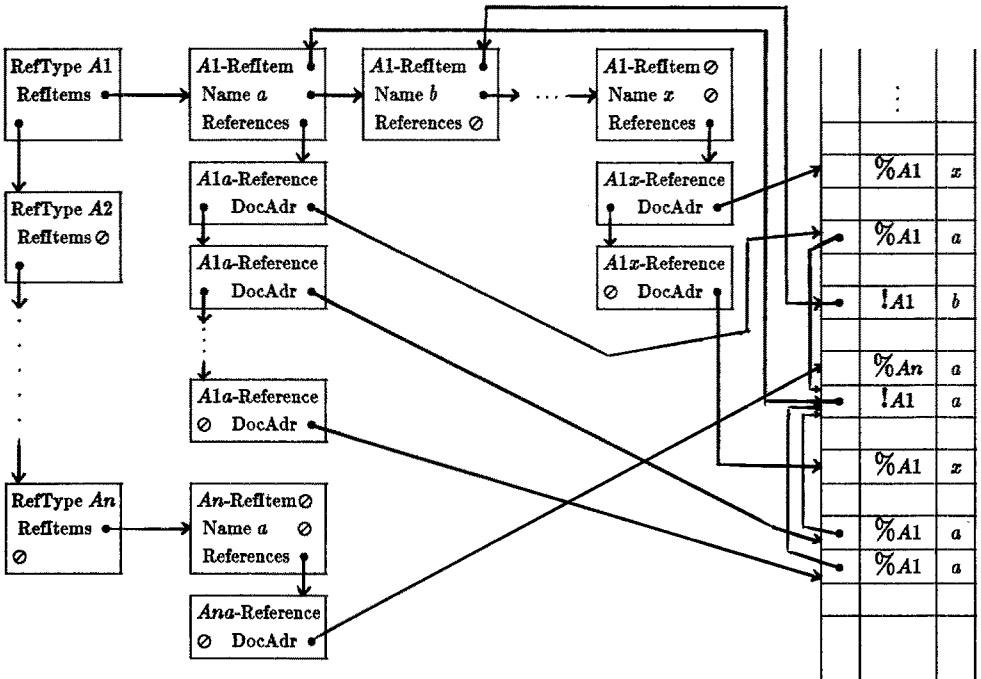 RefType A1
RefItems
A1-RefItem
Name a
References
A1-RefItem
Name b
References ∅
A1-RefItem ∅
Name x ∅
References
A1a-Reference
DocAdr
A1x-Reference
DocAdr
RefType A2
RefItems ∅
A1a-Reference
DocAdr
A1x-Reference
∅ DocAdr
A1a-Reference
∅ DocAdr
RefType An
RefItems
∅
An-RefItem ∅
Name a ∅
References
Ana-Reference
∅ DocAdr
%A1 x
%A1 a
!A1 b
%An a
!A1 a
%A1 x
%A1 a
%A1 a